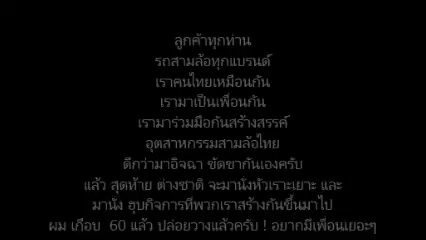 ลูกค้าทุกท่าน
รถสามล้อทุกแบรนด์
เราคนไทยเหมือนกัน
เรามาเป็นเพื่อนกัน
เรามาร่วมมือกันสร้างสรรค์
อุตสาหกรรมสามล้อไทย
ดีกว่ามาอิจฉา ขัดขากันเองครับ
แล้ว สุดท้าย ต่างชาติ จะมานั่งหัวเราะเยาะ และ
มานั่ง ฮุบกิจการที่พวกเราสร้างกันขึ้นมาไป
ผม เกือบ 60 แล้ว ปล่อยวางแล้วครับ ! อยากมีเพื่อนเยอะๆ